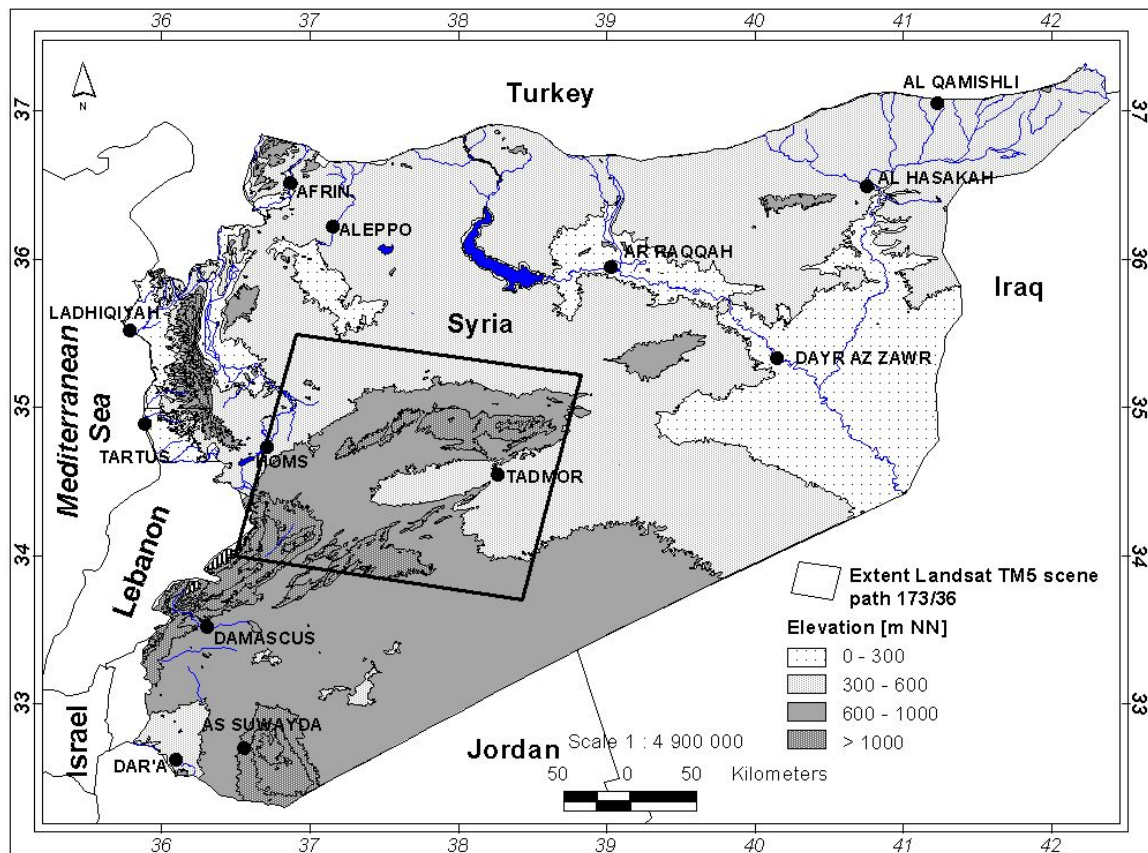 36 37 38 39 40 41 42
37
37
36
36
35
35
34
34
33
33
N
Turkey
AL QAMISHLI
AFRIN
AL HASAKAH
ALEPPO
AR RAQQAH
Iraq
LADHIQIYAH
Syria
Mediterranean
Sea
DAYR AZ ZAWR
TARTUS
HOMS
TADMOR
Lebanon
DAMASCUS
AS SUWAYDA
Israel
DAR'A
Jordan
Extent Landsat TM5 scene
path 173/36
Elevation [m NN]
0 - 300
300 - 600
600 - 1000
> 1000
Scale 1 : 4 900 000
50 0 50 Kilometers
36 37 38 39 40 41 42